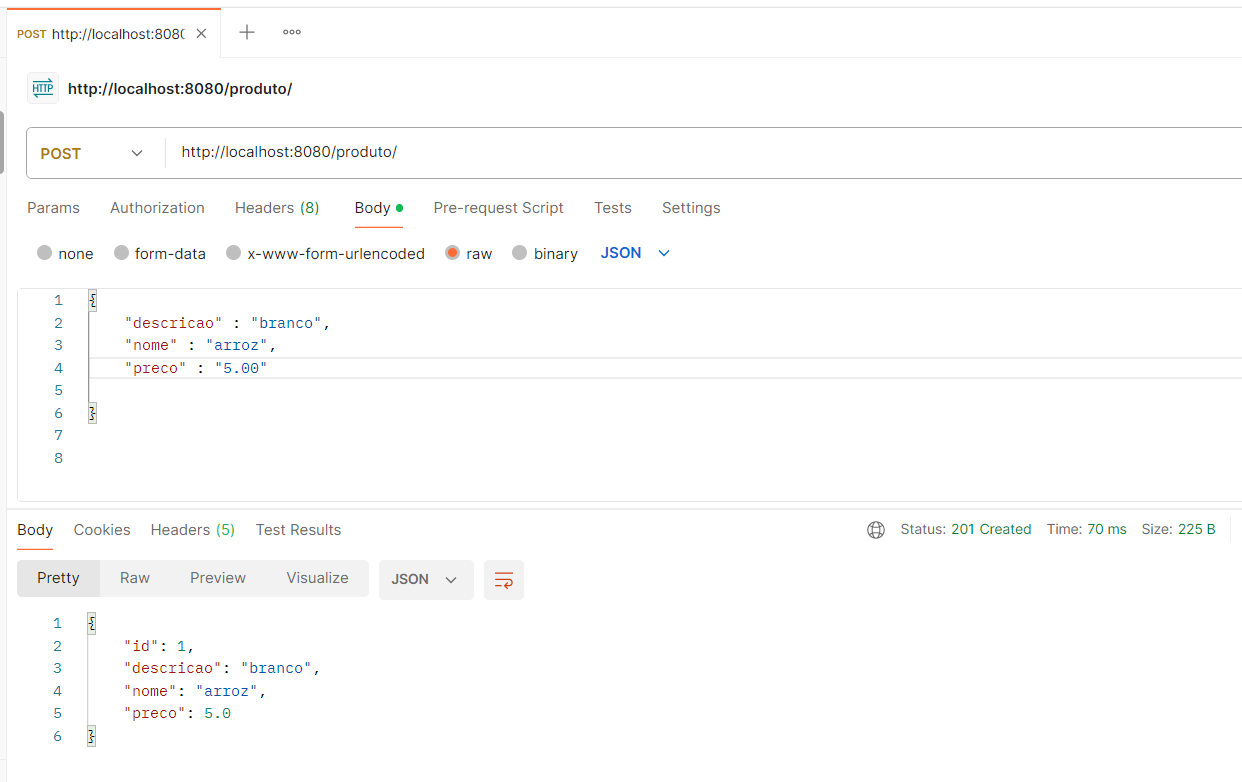 POST http://localhost:808
http://localhost:8080/produto/
POST http://localhost:8080/produto/
Params Authorization Headers (8) Body Pre-request Script Tests Settings
none form-data x-www-form-urlencoded raw binary JSON
1 {
2 "descricao" : "branco",
3 "nome" : "arroz",
4 "preco" : "5.00"
5
6 }
7
8
Body Cookies Headers (5) Test Results Status: 201 Created Time: 70 ms Size: 225 B
Pretty Raw Preview Visualize JSON
1 {
2 "id": 1,
3 "descricao": "branco",
4 "nome": "arroz",
5 "preco": 5.0
6 }